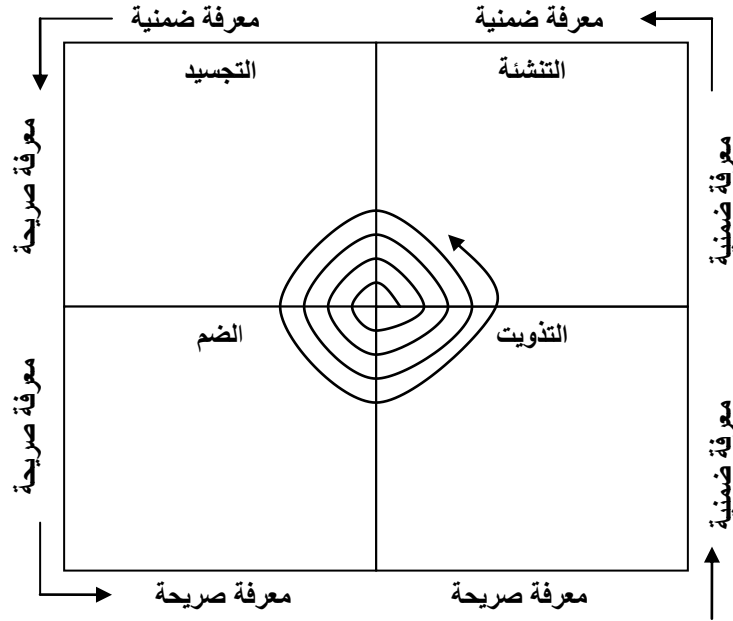 معرفة ضمنية
معرفة ضمنية
التنشئة
التجسيد
معرفة ضمنية
معرفة صريحة
التذويت
الضم
معرفة ضمنية
معرفة صريحة
معرفة صريحة
معرفة صريحة